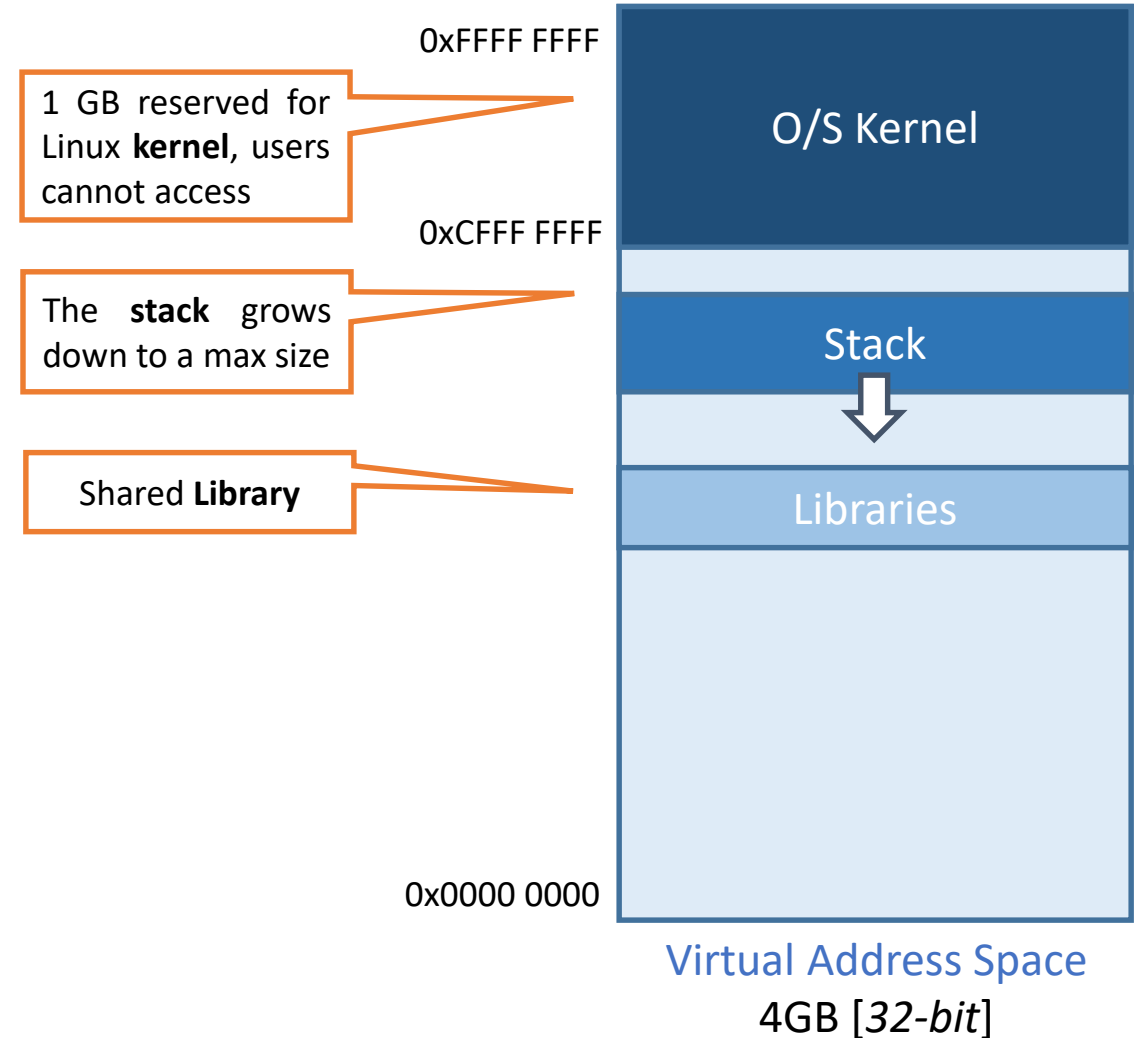 0xFFFF FFFF
1 GB reserved for
Linux kernel, users
cannot access
O/S Kernel
0xCFFF FFFF
The stack grows
down to a max size
Stack
Shared Library
Libraries
0x0000 0000
Virtual Address Space
4GB [32-bit]